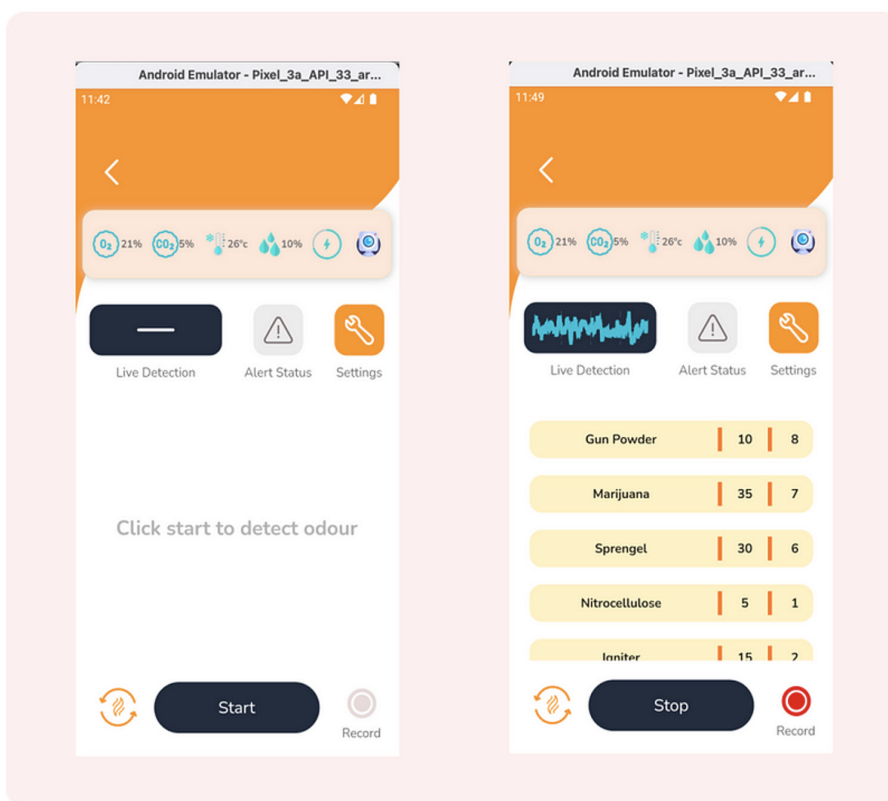 Android Emulator - Pixel_3a_API_33_ar...
11:42
O₂ 21% CO₂ 5% 26°c 10%
Live Detection Alert Status Settings
Click start to detect odour
Start
Record
Android Emulator - Pixel_3a_API_33_ar...
11:49
O₂ 21% CO₂ 5% 26°c 10%
Live Detection Alert Status Settings
Gun Powder 10 8
Marijuana 35 7
Sprengel 30 6
Nitrocellulose 5 1
Igniter 15 2
Stop
Record